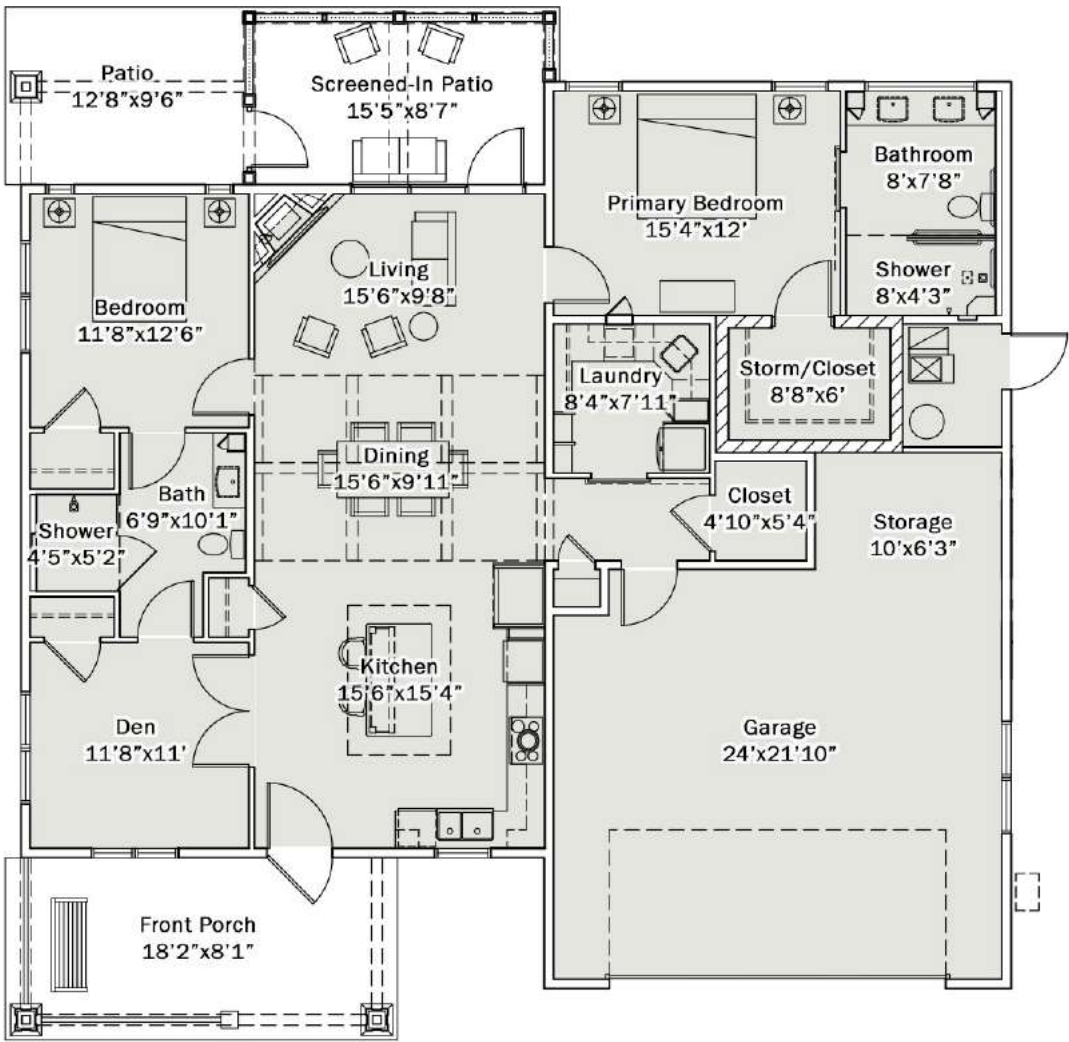 Patio
12'8"x9'6"
Screened-In Patio
15'5"x8'7"
Bathroom
8'x7'8"
Primary Bedroom
15'4"x12'
Living
15'6"x9'8"
Shower
8'x4'3"
Bedroom
11'8"x12'6"
Laundry
8'4"x7'11"
Storm/Closet
8'8"x6'
Dining
15'6"x9'11"
Bath
6'9"x10'1"
Closet
4'10"x5'4"
Shower
4'5"x5'2"
Storage
10'x6'3"
Kitchen
15'6"x15'4"
Den
11'8"x11'
Garage
24'x21'10"
Front Porch
18'2"x8'1"